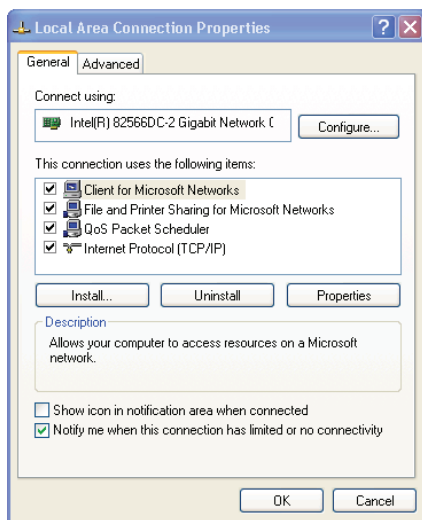 Local Area Connection Properties
General Advanced
Connect using:
Intel(R) 82566DC-2 Gigabit Network C
Configure...
This connection uses the following items:
Client for Microsoft Networks
File and Printer Sharing for Microsoft Networks
QoS Packet Scheduler
Internet Protocol (TCP/IP)
Install... Uninstall Properties
Description
Allows your computer to access resources on a Microsoft
network.
Show icon in notification area when connected
Notify me when this connection has limited or no connectivity
OK Cancel